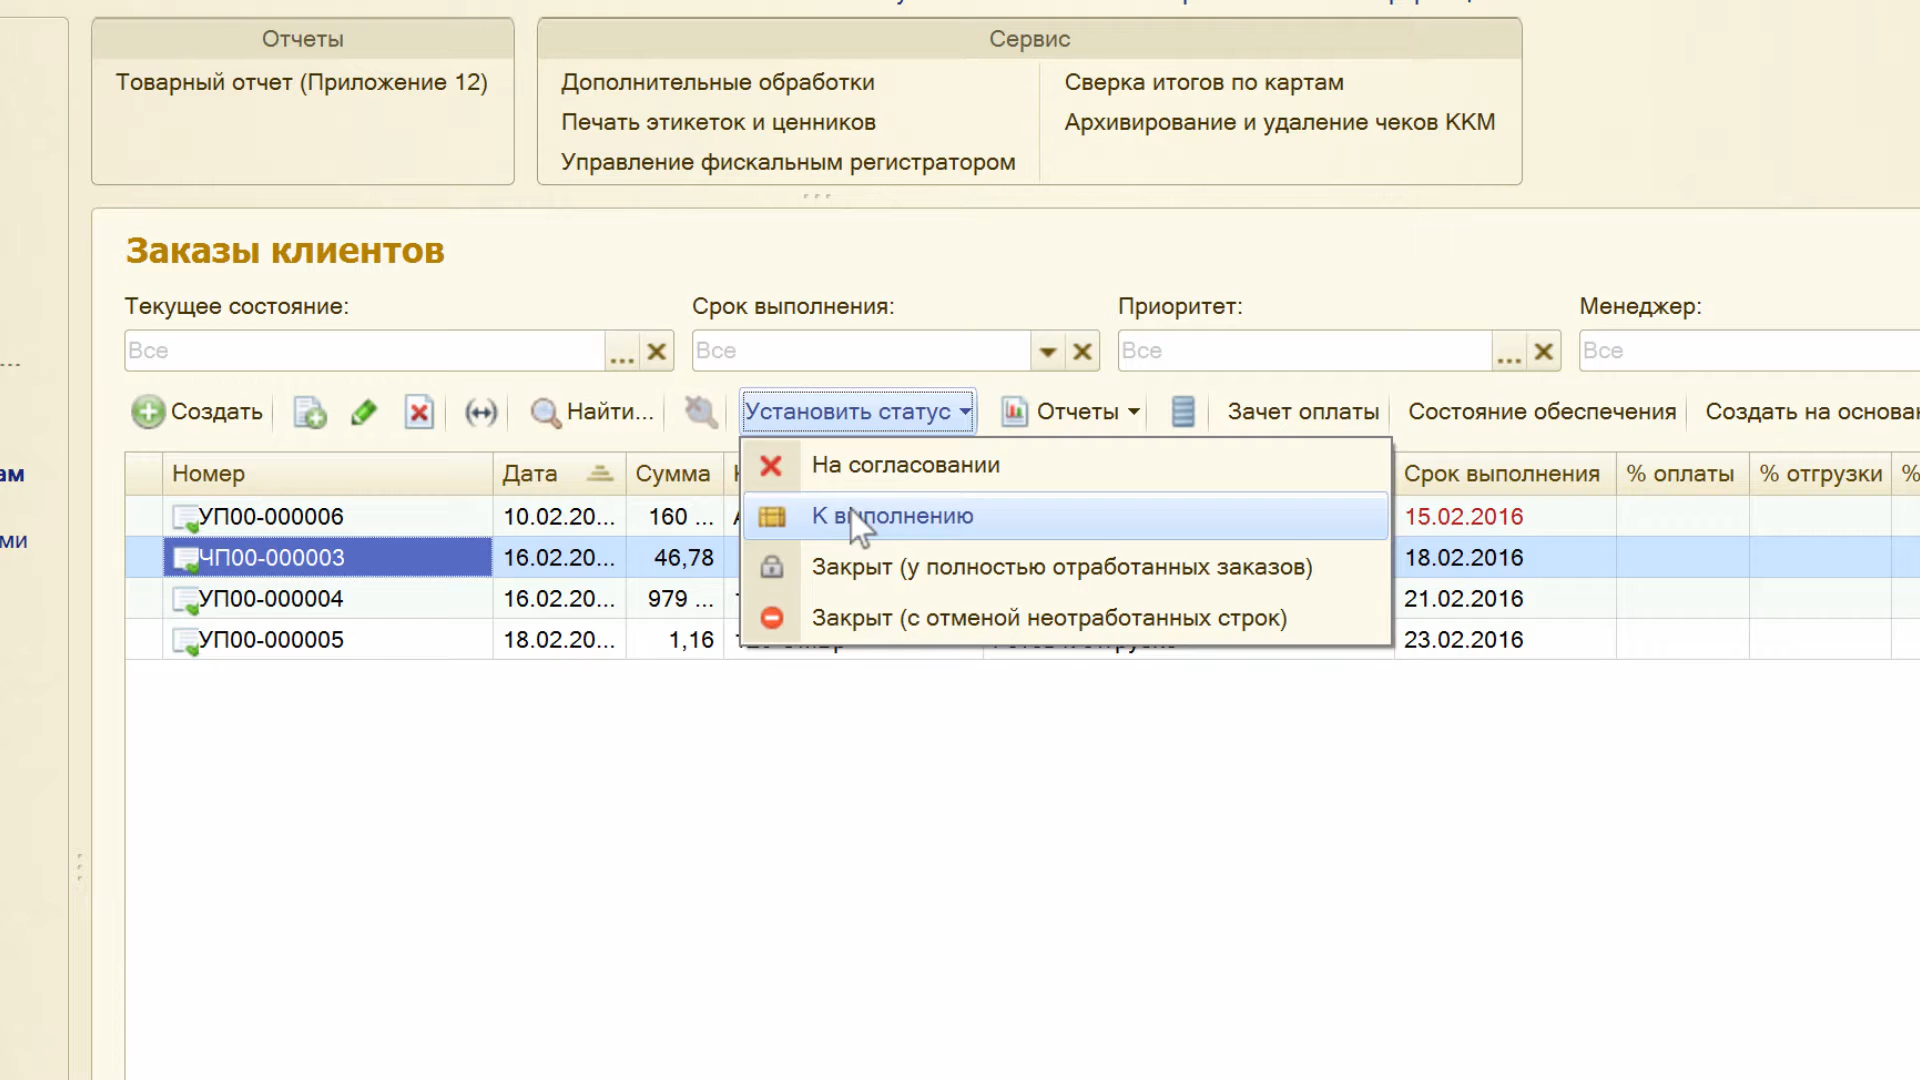 Отчеты
Товарный отчет (Приложение 12)
Сервис
Дополнительные обработки
Печать этикеток и ценников
Управление фискальным регистратором
Сверка итогов по картам
Архивирование и удаление чеков ККМ
ам
ми
Заказы клиентов
Текущее состояние: Срок выполнения: Приоритет: Менеджер:
Все ... Все Все ... Все
Создать Найти... Установить статус Отчеты Зачет оплаты Состояние обеспечения Создать на основан
На согласовании
К выполнению
Закрыт (у полностью отработанных заказов)
Закрыт (с отменой неотработанных строк)
Номер Дата Сумма Срок выполнения % оплаты % отгрузки %
УП00-000006 10.02.20... 160 ... 15.02.2016
ЧП00-000003 16.02.20... 46,78 18.02.2016
УП00-000004 16.02.20... 979 ... 21.02.2016
УП00-000005 18.02.20... 1,16 23.02.2016